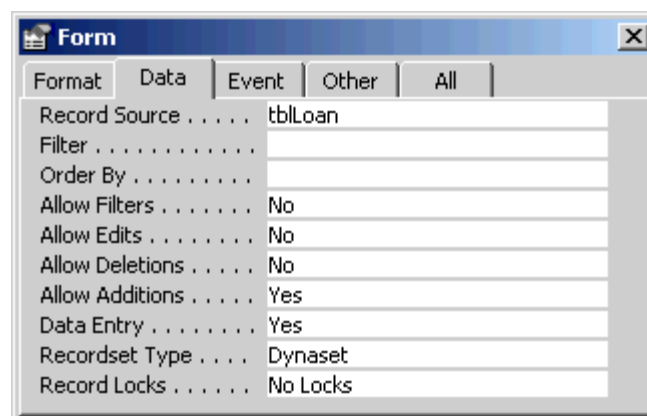 Form
Format Data Event Other All
Record Source . . . . . tblLoan
Filter . . . . . . . . . . . .
Order By . . . . . . . . .
Allow Filters . . . . . . . No
Allow Edits . . . . . . . . No
Allow Deletions . . . . . No
Allow Additions . . . . . Yes
Data Entry . . . . . . . . Yes
Recordset Type . . . . Dynaset
Record Locks . . . . . . No Locks